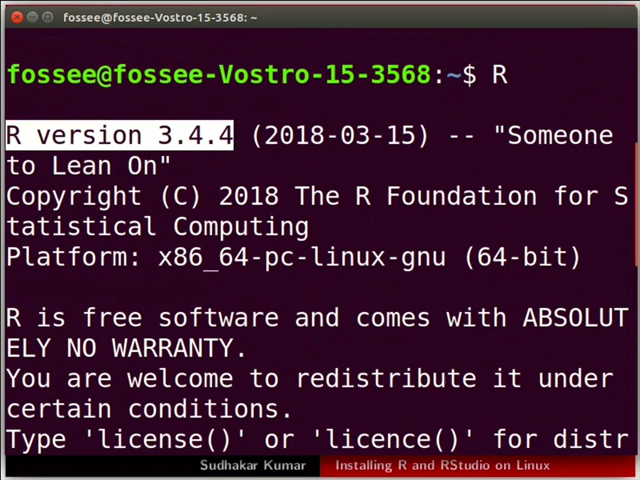 fossee@fossee-Vostro-15-3568: ~
fossee@fossee-Vostro-15-3568:~$ R
R version 3.4.4 (2018-03-15) -- "Someone
to Lean On"
Copyright (C) 2018 The R Foundation for S
tatistical Computing
Platform: x86_64-pc-linux-gnu (64-bit)
R is free software and comes with ABSOLUT
ELY NO WARRANTY.
You are welcome to redistribute it under
certain conditions.
Type 'license()' or 'licence()' for distr
Sudhakar Kumar Installing R and RStudio on Linux